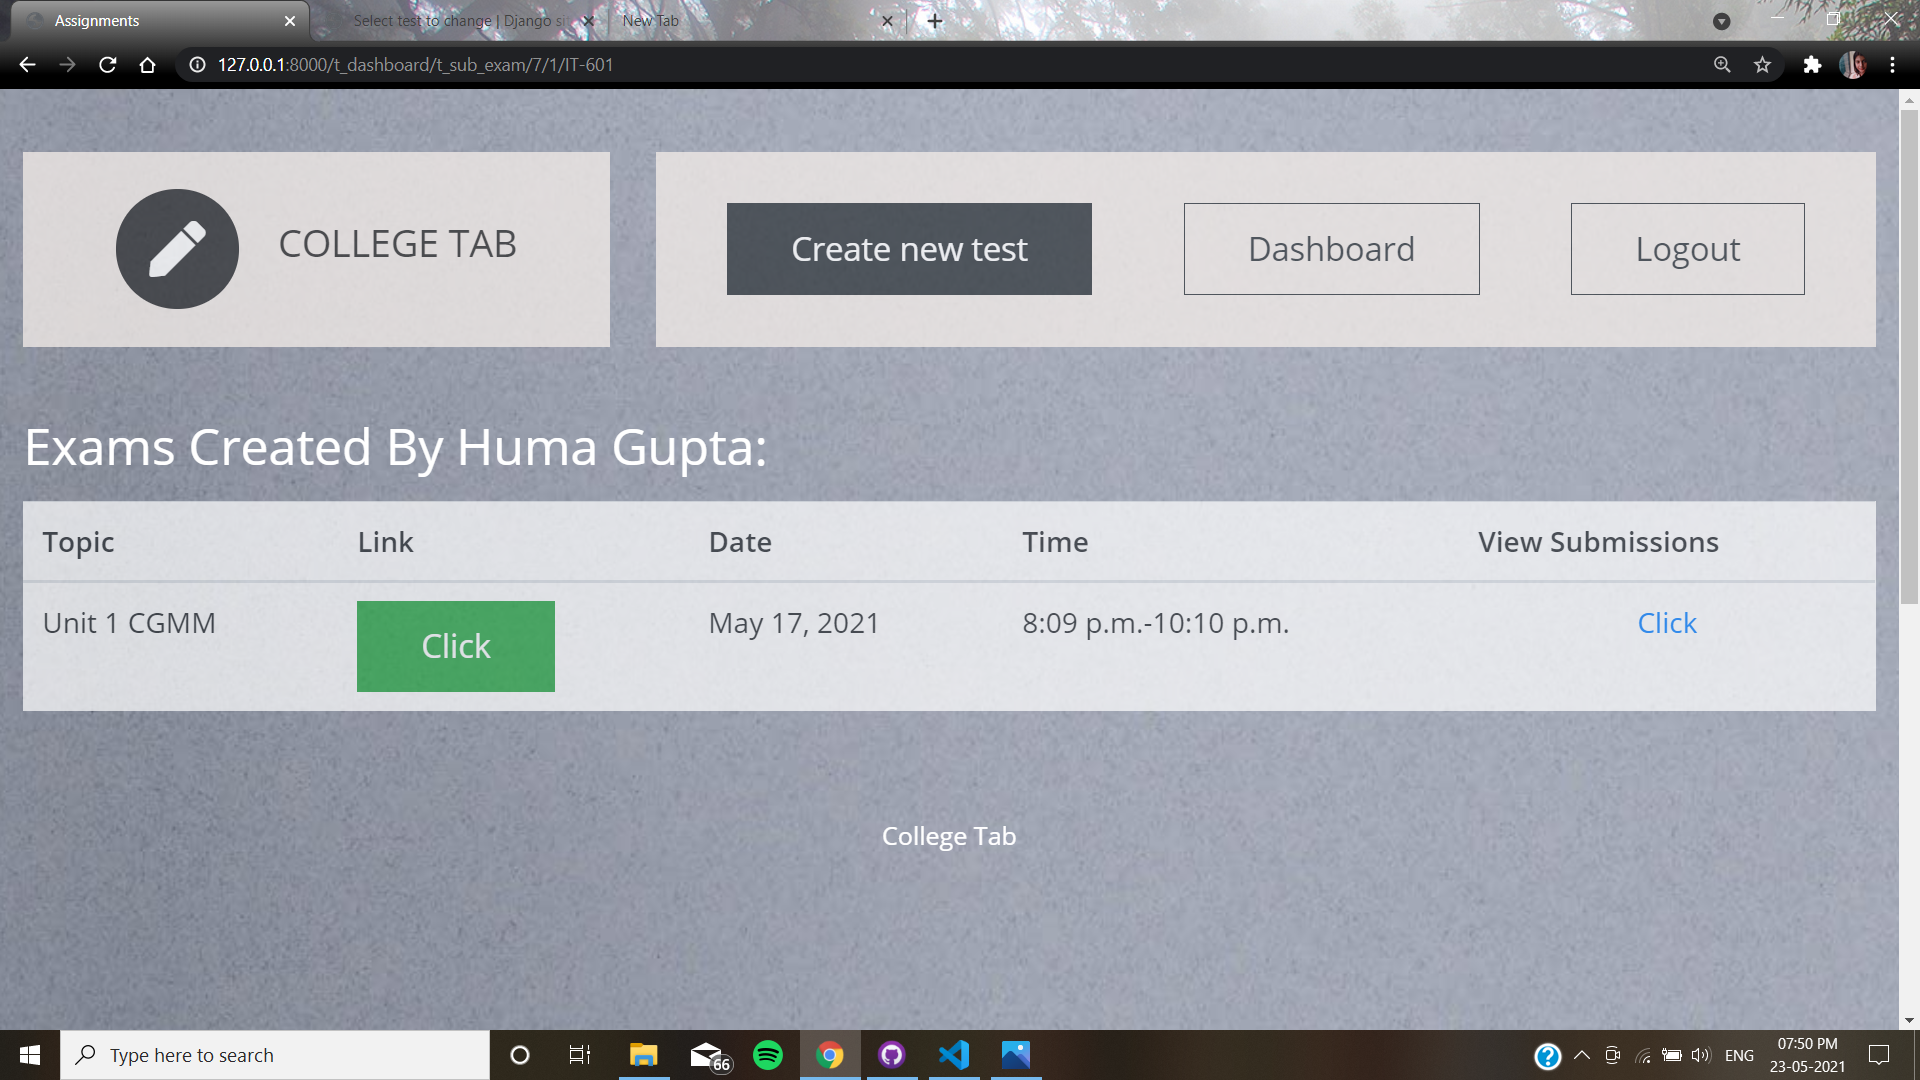 Assignments
Select test to change | Django si
New Tab
127.0.0.1:8000/t_dashboard/t_sub_exam/7/1/IT-601
COLLEGE TAB
Create new test
Dashboard
Logout
Exams Created By Huma Gupta:
Topic Link Date Time View Submissions
Unit 1 CGMM Click May 17, 2021 8:09 p.m.-10:10 p.m. Click
College Tab
Type here to search
66
ENG
07:50 PM
23-05-2021